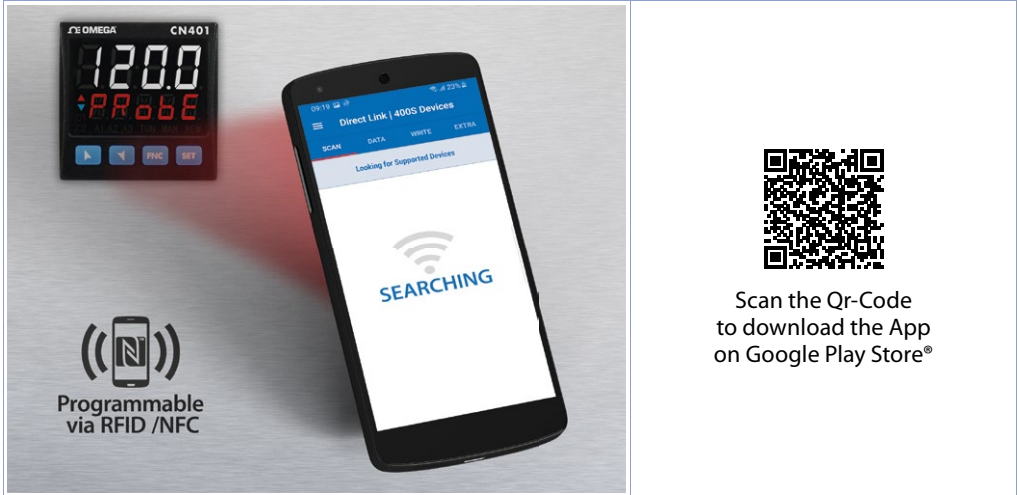 OMEGA CN401
120.0
PRobE
FNC SET
09:19 23%
Direct Link | 400S Devices
SCAN DATA WRITE EXTRA
Looking for Supported Devices
SEARCHING
Programmable
via RFID /NFC
Scan the Qr-Code
to download the App
on Google Play Store®